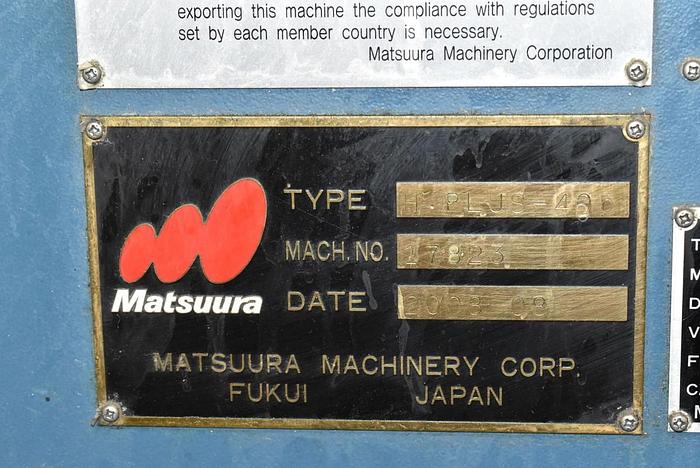 exporting this machine the compliance with regulations
set by each member country is necessary.
Matsuura Machinery Corporation
TYPE
MACH. NO. 17823
DATE
Matsuura
MATSUURA MACHINERY CORP.
FUKUI JAPAN
T
M
D
V
F
C
M